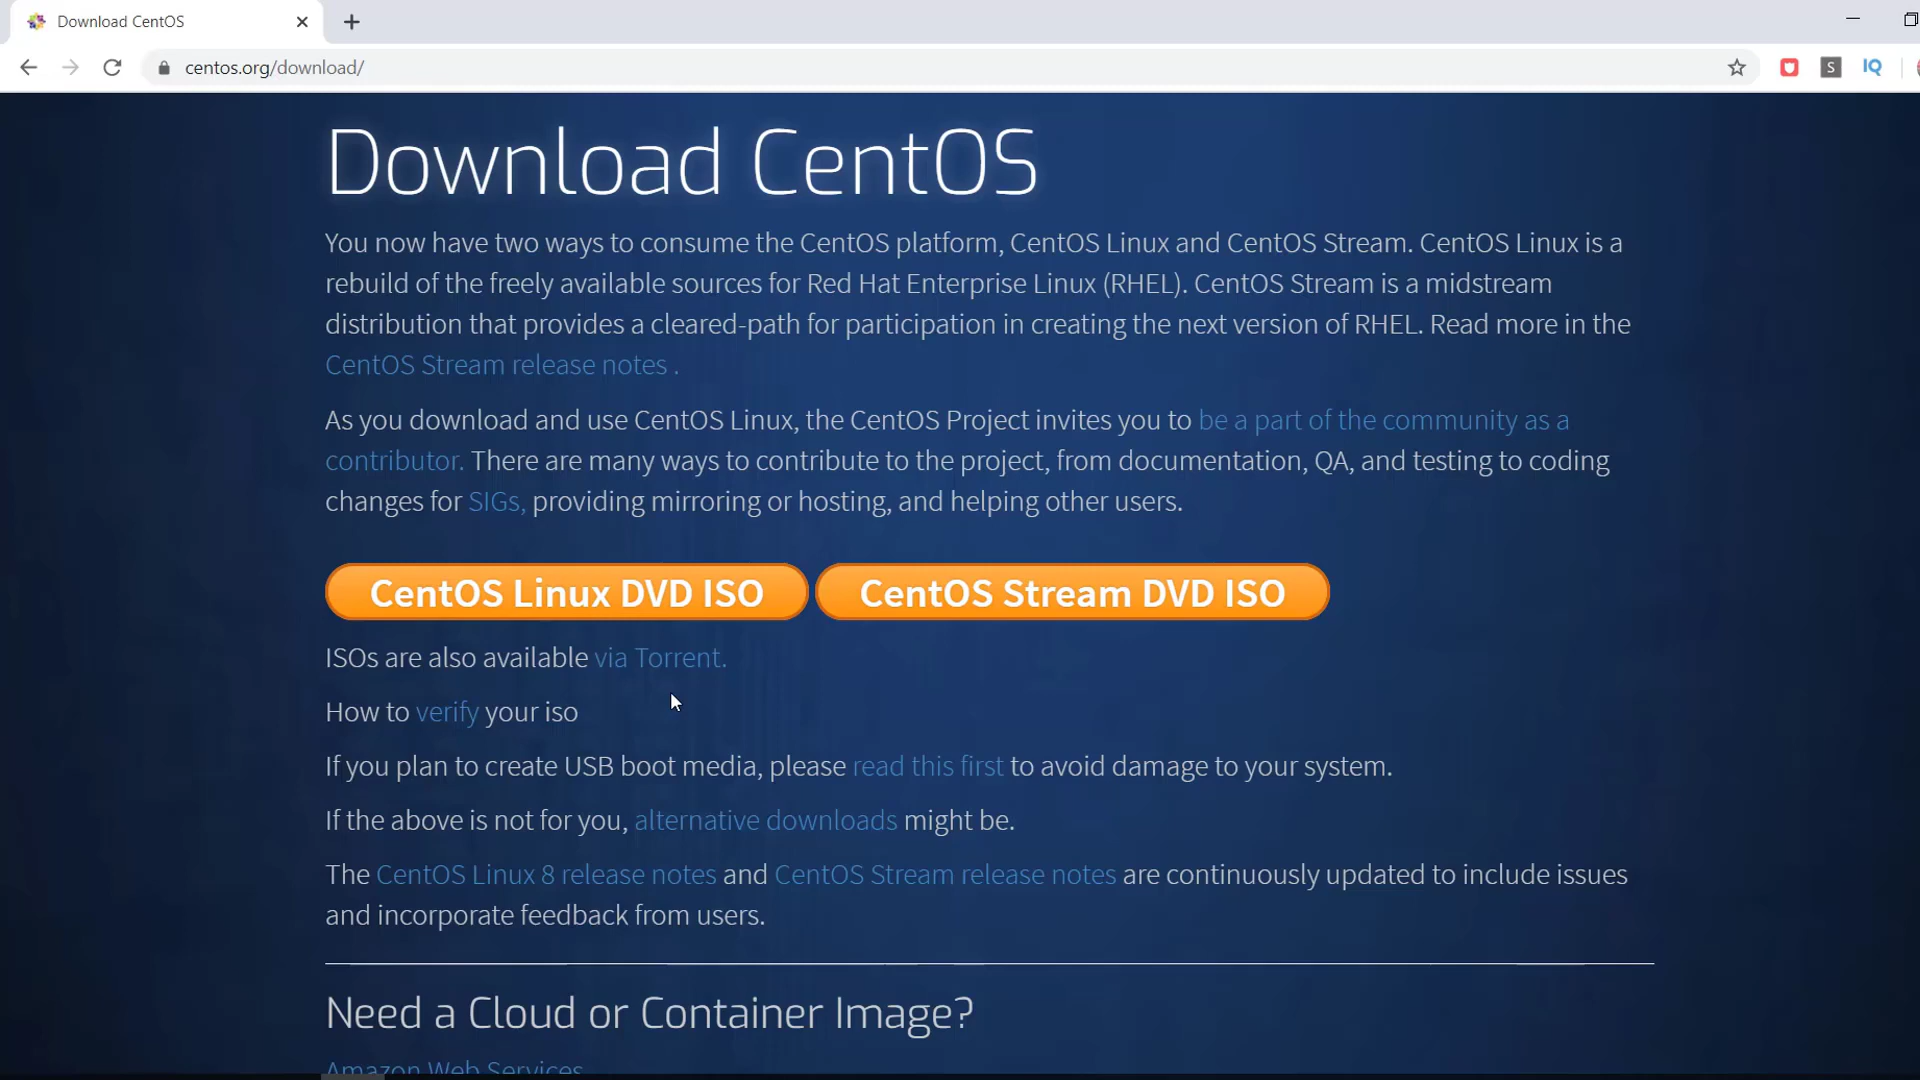 Download CentOS
centos.org/download/
S
IQ
Download CentOS
You now have two ways to consume the CentOS platform, CentOS Linux and CentOS Stream. CentOS Linux is a
rebuild of the freely available sources for Red Hat Enterprise Linux (RHEL). CentOS Stream is a midstream
distribution that provides a cleared-path for participation in creating the next version of RHEL. Read more in the
CentOS Stream release notes .
As you download and use CentOS Linux, the CentOS Project invites you to be a part of the community as a
contributor. There are many ways to contribute to the project, from documentation, QA, and testing to coding
changes for SIGs, providing mirroring or hosting, and helping other users.
CentOS Linux DVD ISO CentOS Stream DVD ISO
ISOs are also available via Torrent.
How to verify your iso
If you plan to create USB boot media, please read this first to avoid damage to your system.
If the above is not for you, alternative downloads might be.
The CentOS Linux 8 release notes and CentOS Stream release notes are continuously updated to include issues
and incorporate feedback from users.
Need a Cloud or Container Image?
Amazon Web Services